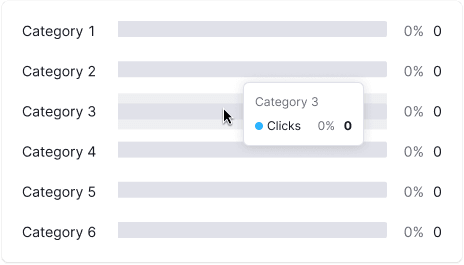 Category 1 0% 0
Category 2 0% 0
Category 3 0% 0
Category 3
Clicks 0% 0
Category 4 0% 0
Category 5 0% 0
Category 6 0% 0